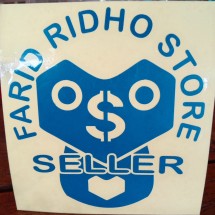 FARID RIDHO STORE
$
SELLER